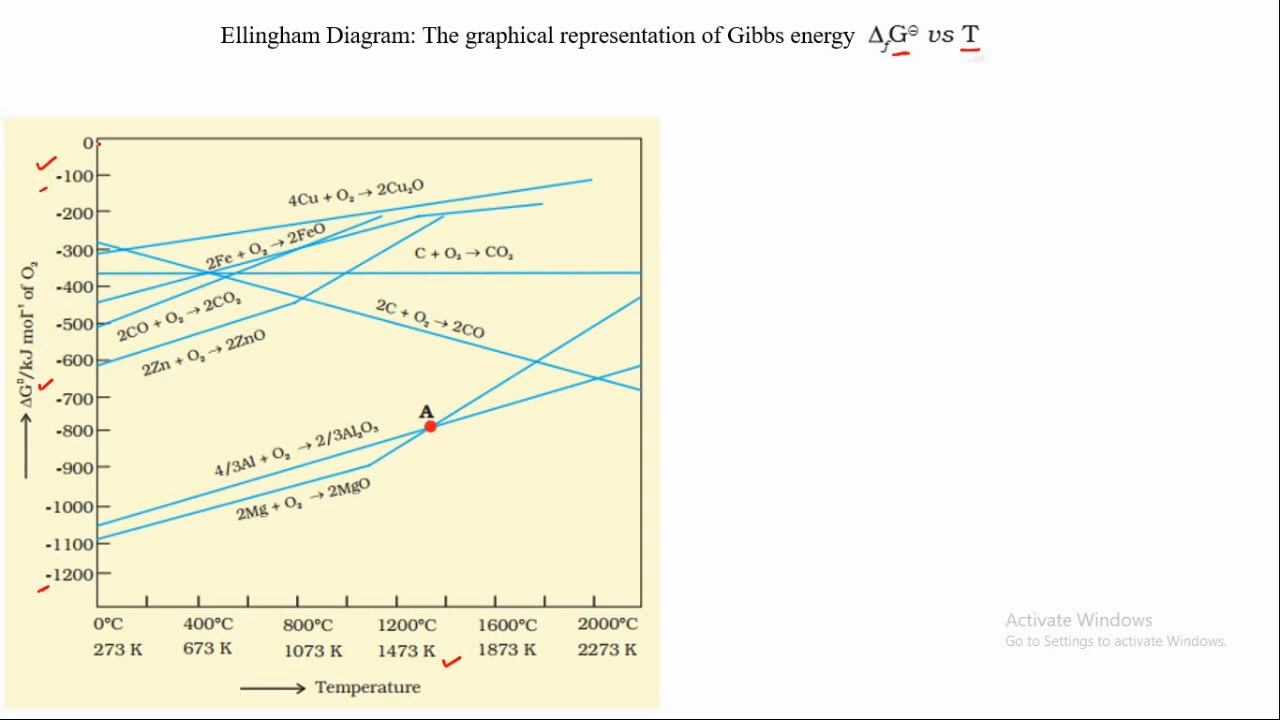 Ellingham Diagram: The graphical representation of Gibbs energy Δ𝑓G⊖ vs T
0
-100
-200
-300
-400
-500
-600
-700
-800
-900
-1000
-1100
-1200
ΔG⁰/kJ mol⁻¹ of O₂
4Cu + O₂ → 2Cu₂O
2Fe + O₂ → 2FeO
C + O₂ → CO₂
2CO + O₂ → 2CO₂
2C + O₂ → 2CO
2Zn + O₂ → 2ZnO
A
4/3Al + O₂ → 2/3Al₂O₃
2Mg + O₂ → 2MgO
0°C 400°C 800°C 1200°C 1600°C 2000°C
273 K 673 K 1073 K 1473 K 1873 K 2273 K
Temperature
Activate Windows
Go to Settings to activate Windows.